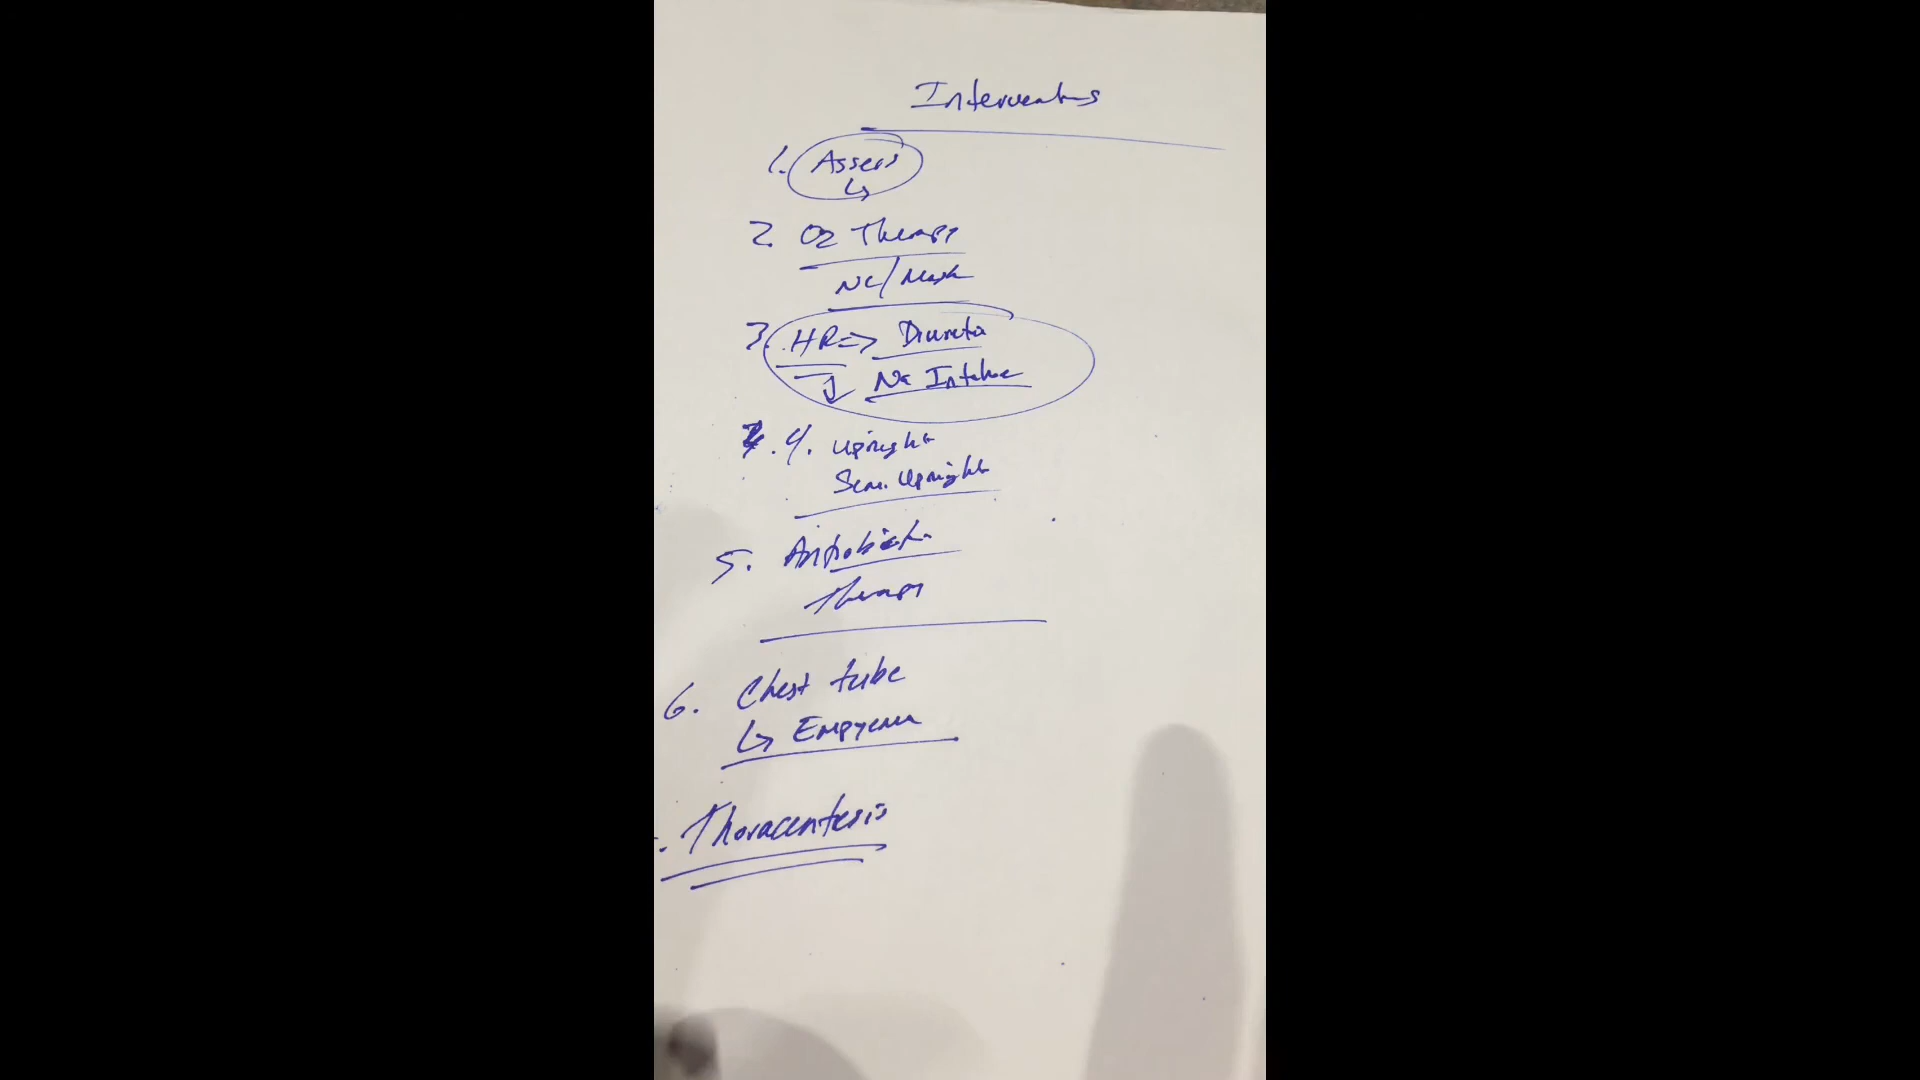 Interventions
1. Assess
↳
2. O2 Therapy
NC/Mask
3. HR => Diuretic
↓ Na Intake
4. Upright
Semi Upright
5. Antibiotic
Therapy
6. Chest tube
↳ Empyema
. Thoracentesis